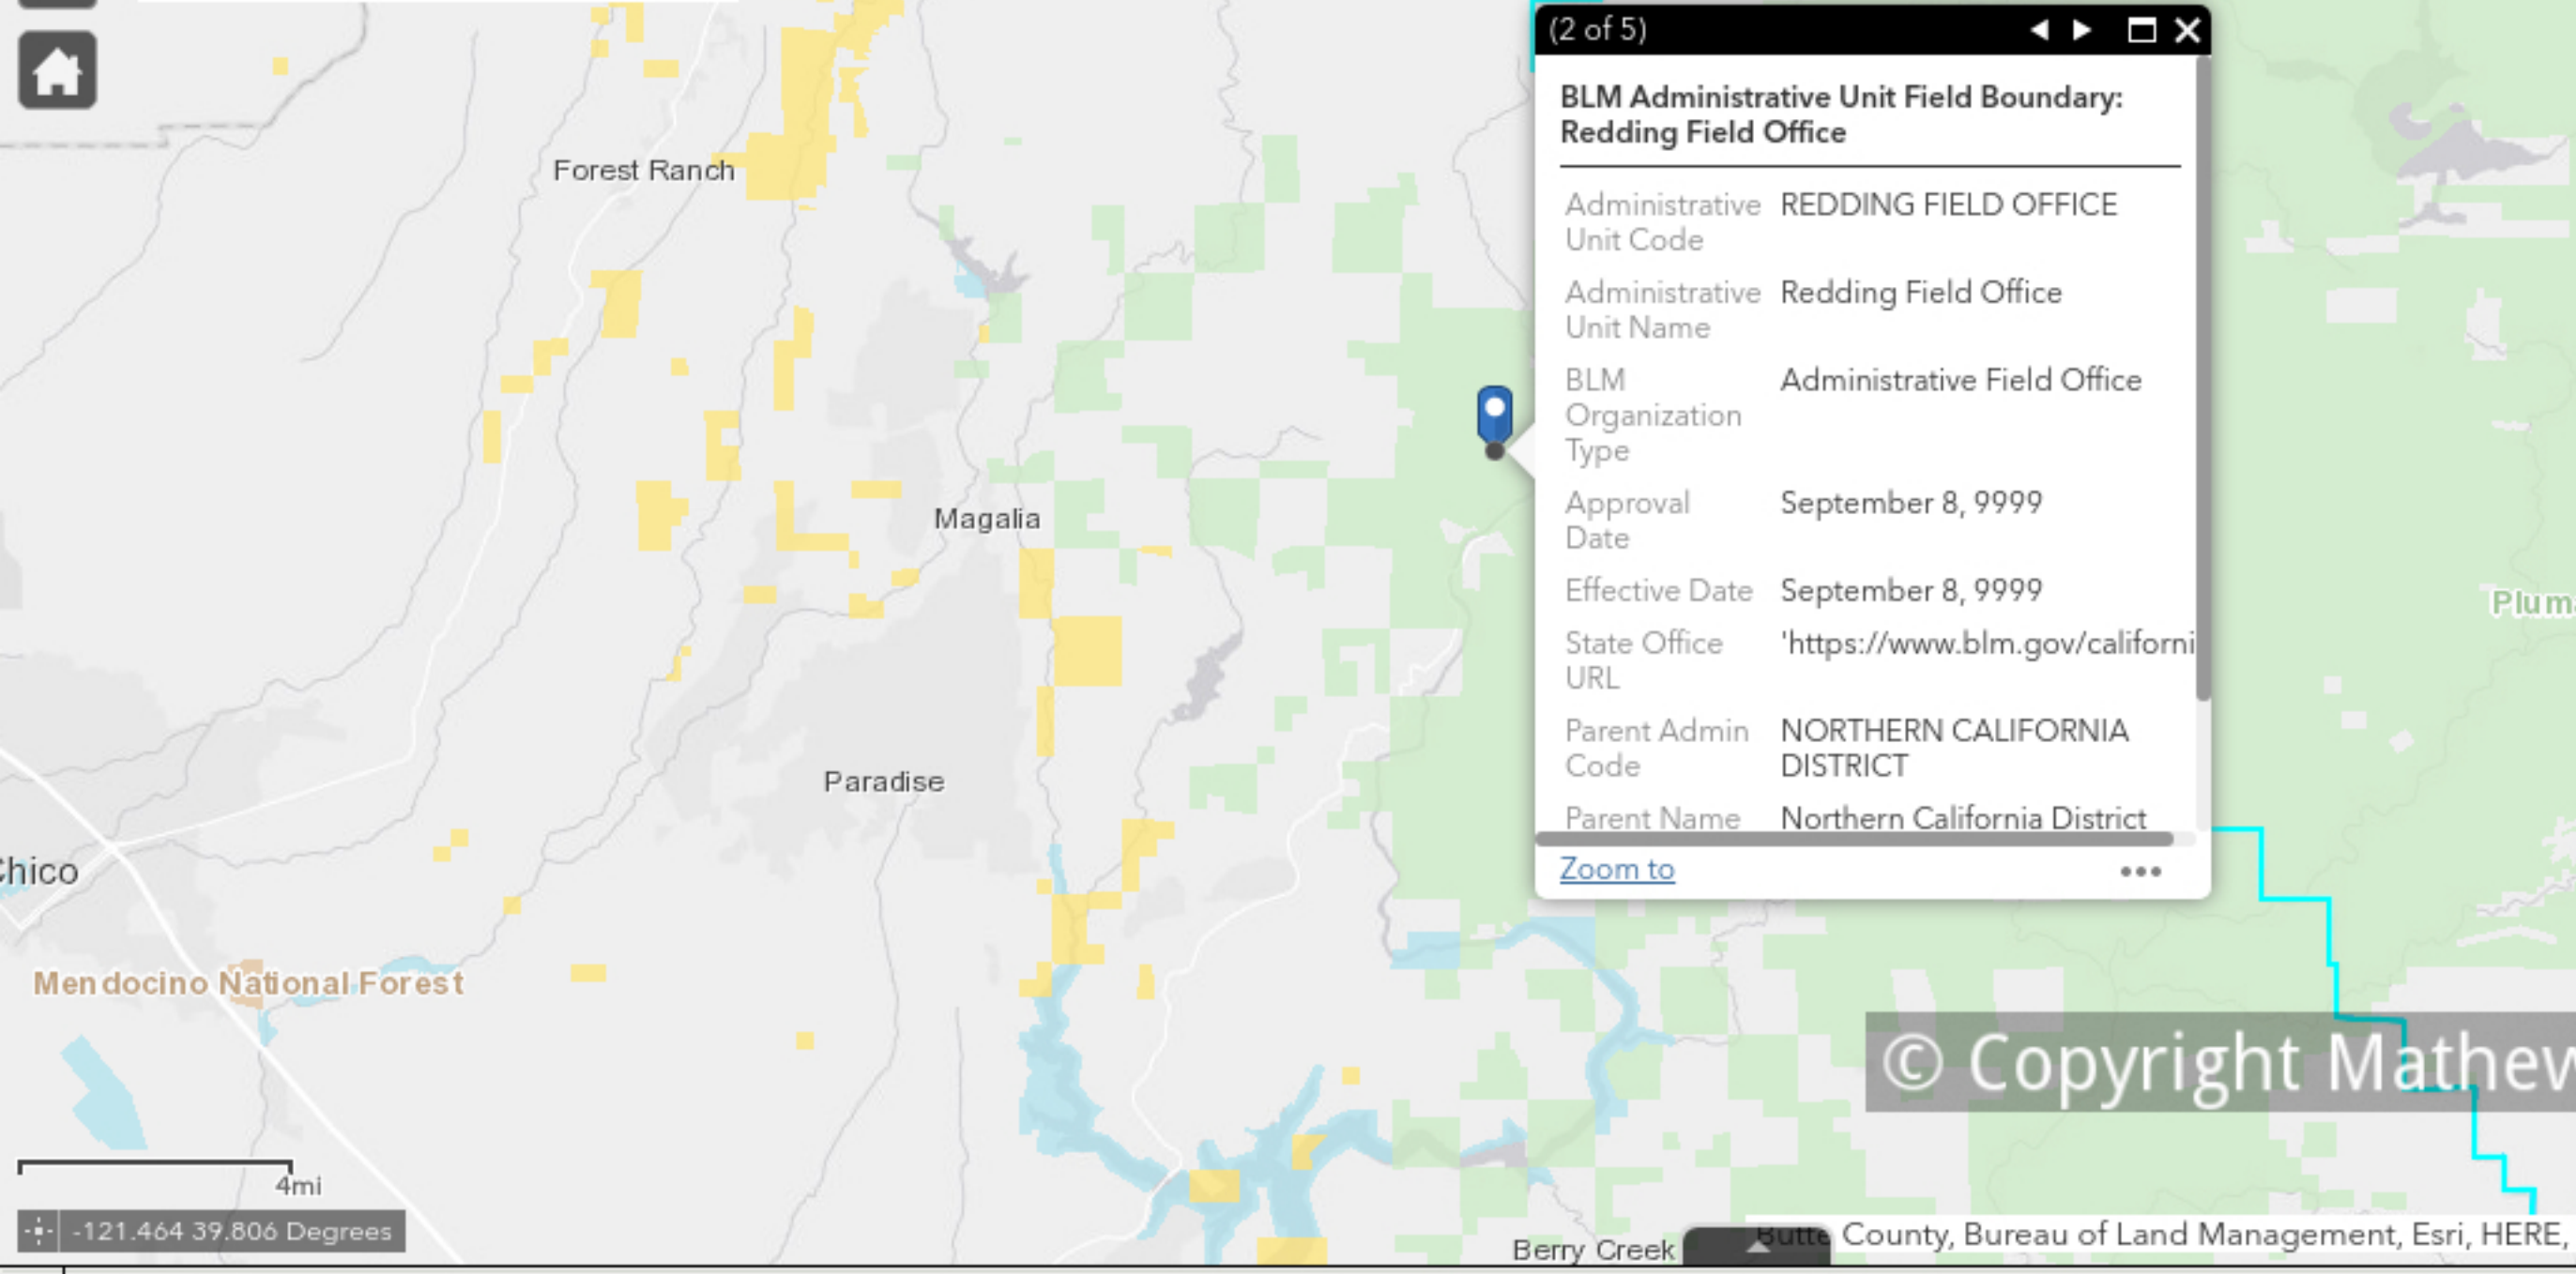 (2 of 5)
BLM Administrative Unit Field Boundary:
Redding Field Office
Administrative
Unit Code
REDDING FIELD OFFICE
Administrative
Unit Name
Redding Field Office
BLM
Organization
Type
Administrative Field Office
Approval
Date
September 8, 9999
Effective Date
September 8, 9999
State Office
URL
'https://www.blm.gov/californi
Parent Admin
Code
NORTHERN CALIFORNIA
DISTRICT
Parent Name
Northern California District
Zoom to
Forest Ranch
Magalia
Plum
Paradise
Chico
Mendocino National Forest
© Copyright Mathew
4mi
-121.464 39.806 Degrees
Berry Creek
Butte County, Bureau of Land Management, Esri, HERE,